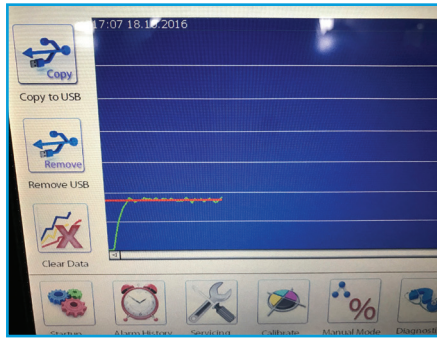 17:07 18.10.2016
Copy
Copy to USB
Remove
Remove USB
Clear Data
Startup
Alarm History
Servicing
Calibrate
%
Manual Mode